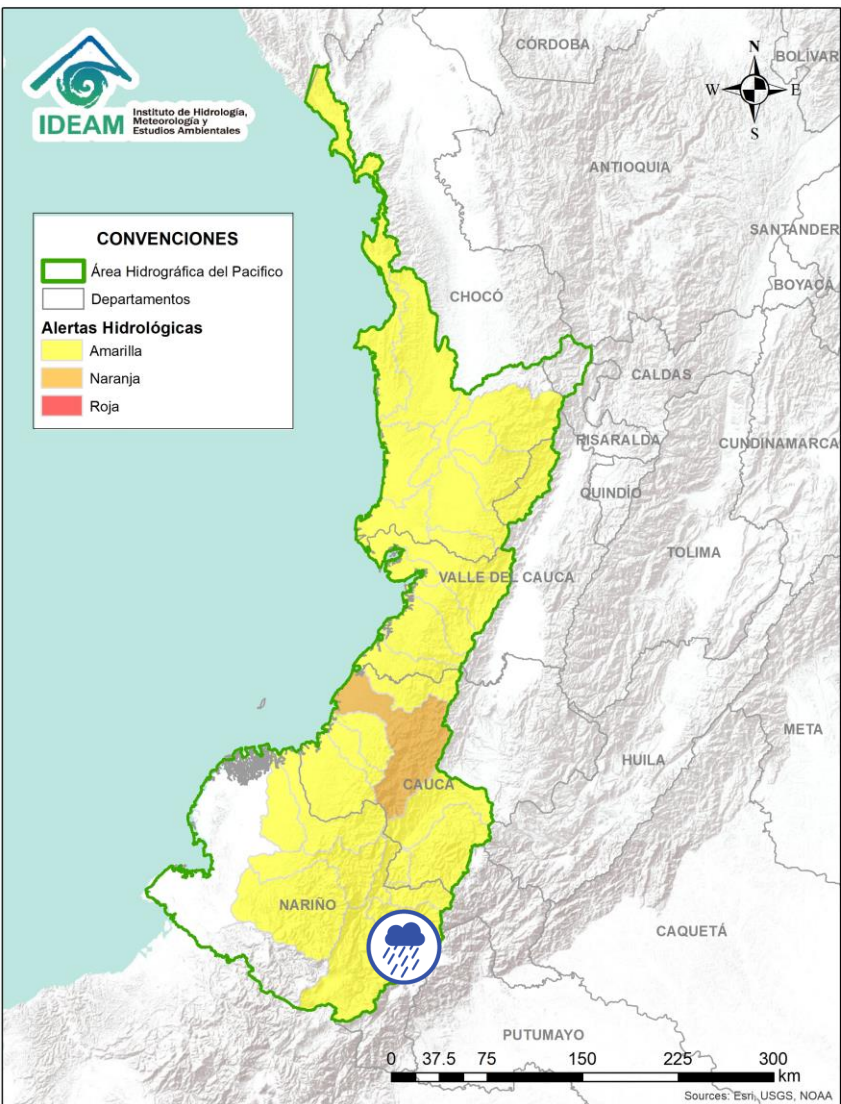 IDEAM
Instituto de Hidrología,
Meteorología y
Estudios Ambientales
CONVENCIONES
Área Hidrográfica del Pacifico
Departamentos
Alertas Hidrológicas
Amarilla
Naranja
Roja
N
W
E
S
CÓRDOBA
BOLÍVAR
ANTIOQUIA
SANTANDER
BOYACÁ
CHOCÓ
CALDAS
RISARALDA
CUNDINAMARCA
QUINDÍO
TOLIMA
VALLE DEL CAUCA
META
HUILA
CAUCA
NARIÑO
CAQUETÁ
PUTUMAYO
0 37.5 75 150 225 300
km
Sources: Esri, USGS, NOAA